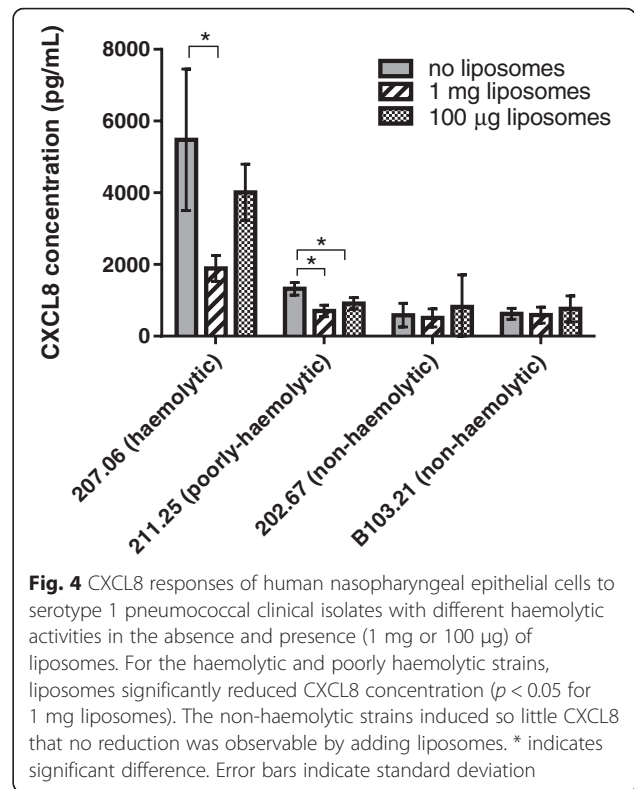 CXCL8 concentration (pg/mL)
8000
6000
4000
2000
0
*
*
*
no liposomes
1 mg liposomes
100 μg liposomes
207.06 (haemolytic)
211.25 (poorly-haemolytic)
202.67 (non-haemolytic)
B103.21 (non-haemolytic)
Fig. 4 CXCL8 responses of human nasopharyngeal epithelial cells to
serotype 1 pneumococcal clinical isolates with different haemolytic
activities in the absence and presence (1 mg or 100 μg) of
liposomes. For the haemolytic and poorly haemolytic strains,
liposomes significantly reduced CXCL8 concentration (p < 0.05 for
1 mg liposomes). The non-haemolytic strains induced so little CXCL8
that no reduction was observable by adding liposomes. * indicates
significant difference. Error bars indicate standard deviation